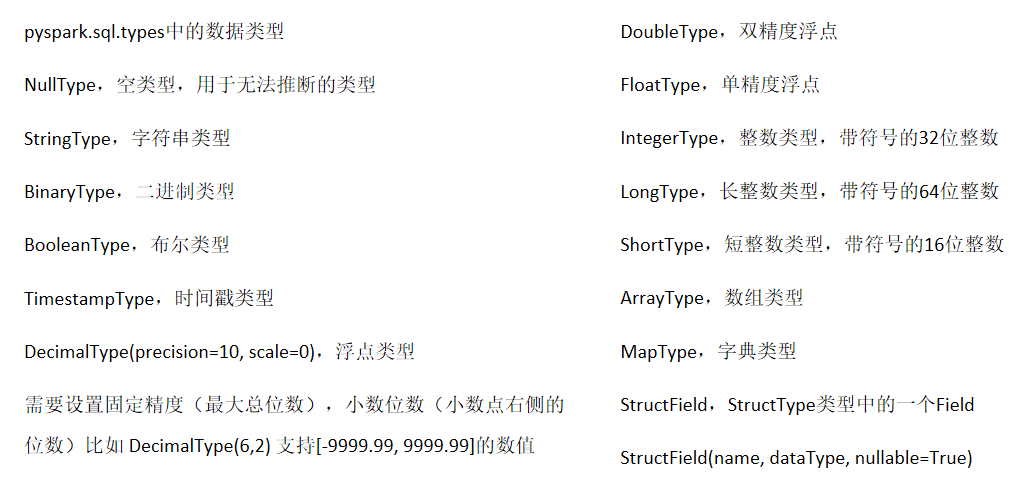 pyspark.sql.types中的数据类型
NullType，空类型，用于无法推断的类型
StringType，字符串类型
BinaryType，二进制类型
BooleanType，布尔类型
TimestampType，时间戳类型
DecimalType(precision=10, scale=0)，浮点类型
需要设置固定精度（最大总位数），小数位数（小数点右侧的
位数）比如 DecimalType(6,2) 支持[-9999.99, 9999.99]的数值
DoubleType，双精度浮点
FloatType，单精度浮点
IntegerType，整数类型，带符号的32位整数
LongType，长整数类型，带符号的64位整数
ShortType，短整数类型，带符号的16位整数
ArrayType，数组类型
MapType，字典类型
StructField，StructType类型中的一个Field
StructField(name, dataType, nullable=True)